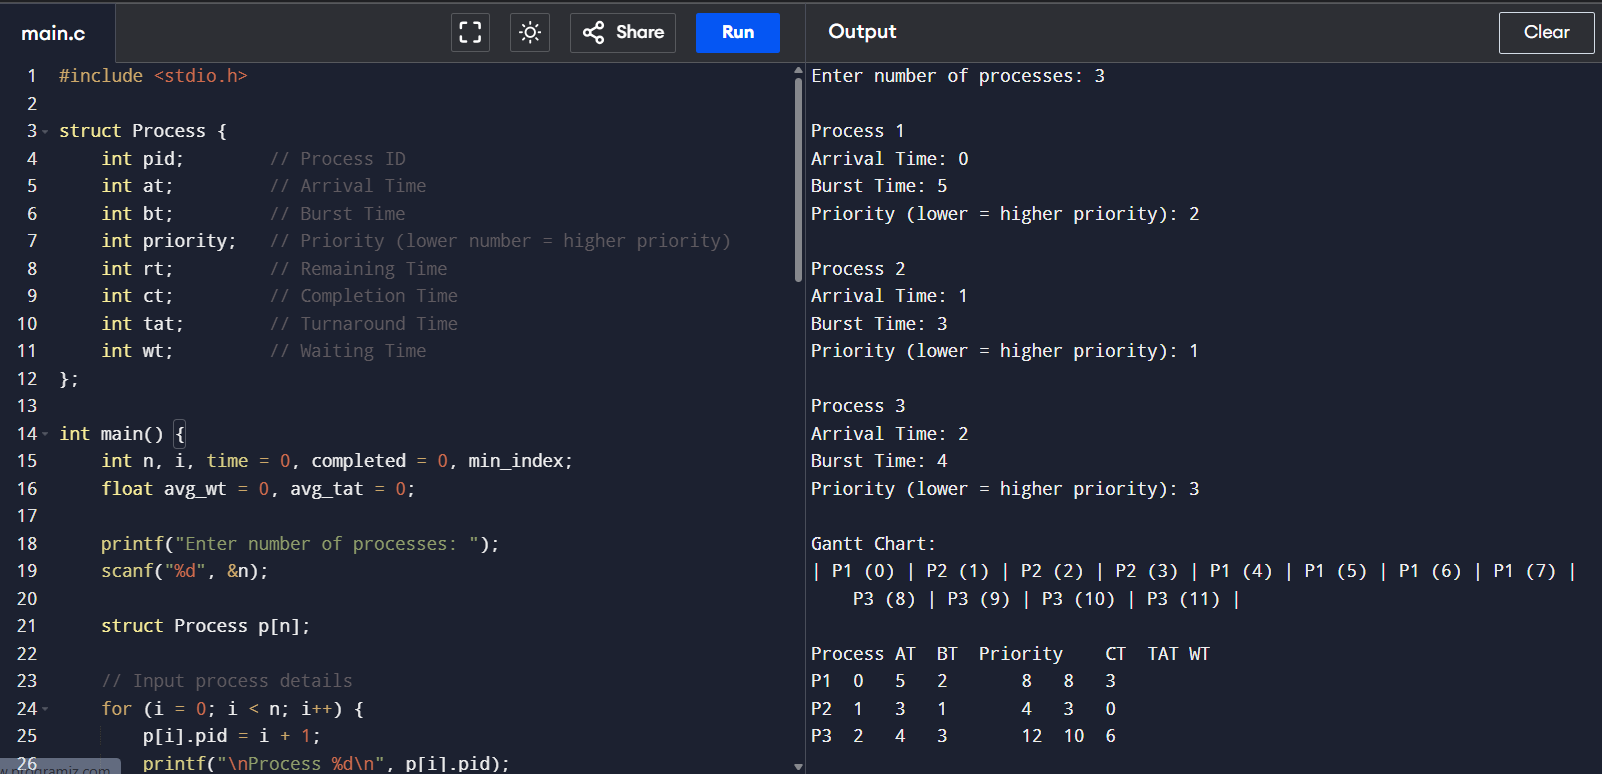 main.c
Share
Run
Output
Clear
1 #include <stdio.h>
2
3 struct Process {
4     int pid;        // Process ID
5     int at;         // Arrival Time
6     int bt;         // Burst Time
7     int priority;   // Priority (lower number = higher priority)
8     int rt;         // Remaining Time
9     int ct;         // Completion Time
10     int tat;        // Turnaround Time
11     int wt;         // Waiting Time
12 };
13
14 int main() {
15     int n, i, time = 0, completed = 0, min_index;
16     float avg_wt = 0, avg_tat = 0;
17
18     printf("Enter number of processes: ");
19     scanf("%d", &n);
20
21     struct Process p[n];
22
23     // Input process details
24     for (i = 0; i < n; i++) {
25         p[i].pid = i + 1;
26         printf("\nProcess %d\n", p[i].pid);
w.programiz.com
Enter number of processes: 3
Process 1
Arrival Time: 0
Burst Time: 5
Priority (lower = higher priority): 2
Process 2
Arrival Time: 1
Burst Time: 3
Priority (lower = higher priority): 1
Process 3
Arrival Time: 2
Burst Time: 4
Priority (lower = higher priority): 3
Gantt Chart:
| P1 (0) | P2 (1) | P2 (2) | P2 (3) | P1 (4) | P1 (5) | P1 (6) | P1 (7) |
P3 (8) | P3 (9) | P3 (10) | P3 (11) |
Process AT  BT  Priority    CT  TAT WT
P1  0   5   2       8   8   3
P2  1   3   1       4   3   0
P3  2   4   3       12  10  6